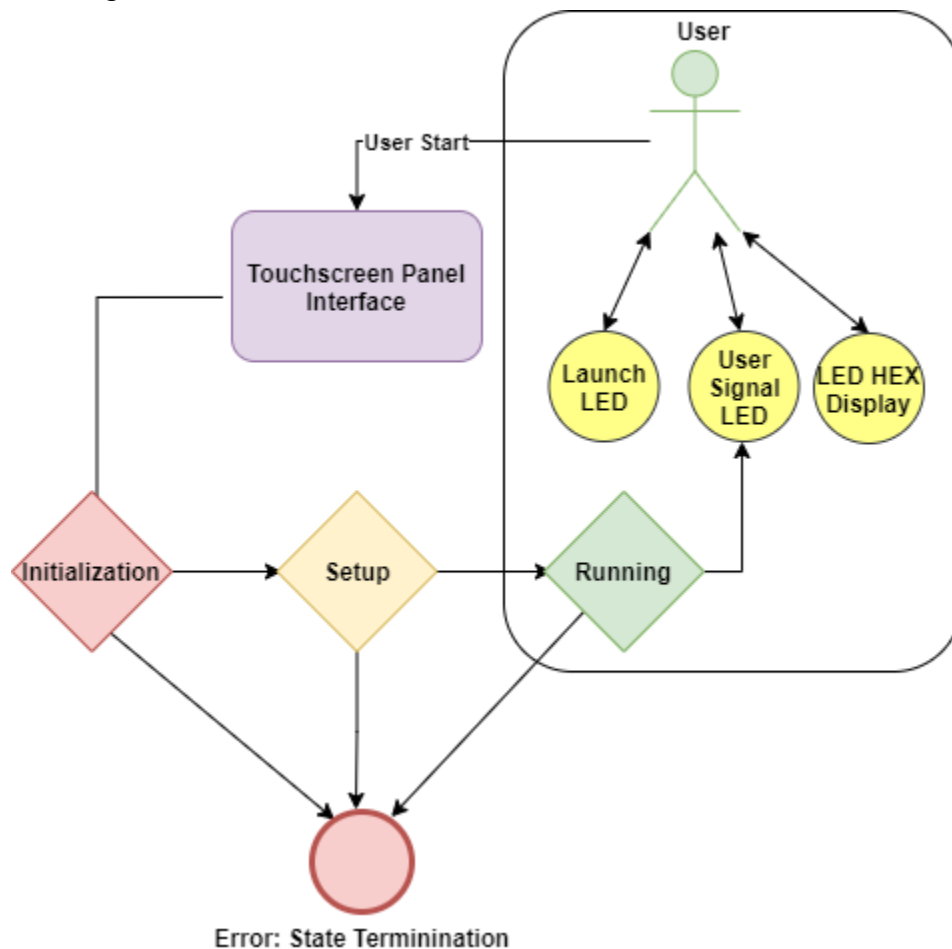 User
User Start
Touchscreen Panel
Interface
Launch
LED
User
Signal
LED
LED HEX
Display
Initialization
Setup
Running
Error: State Terminination